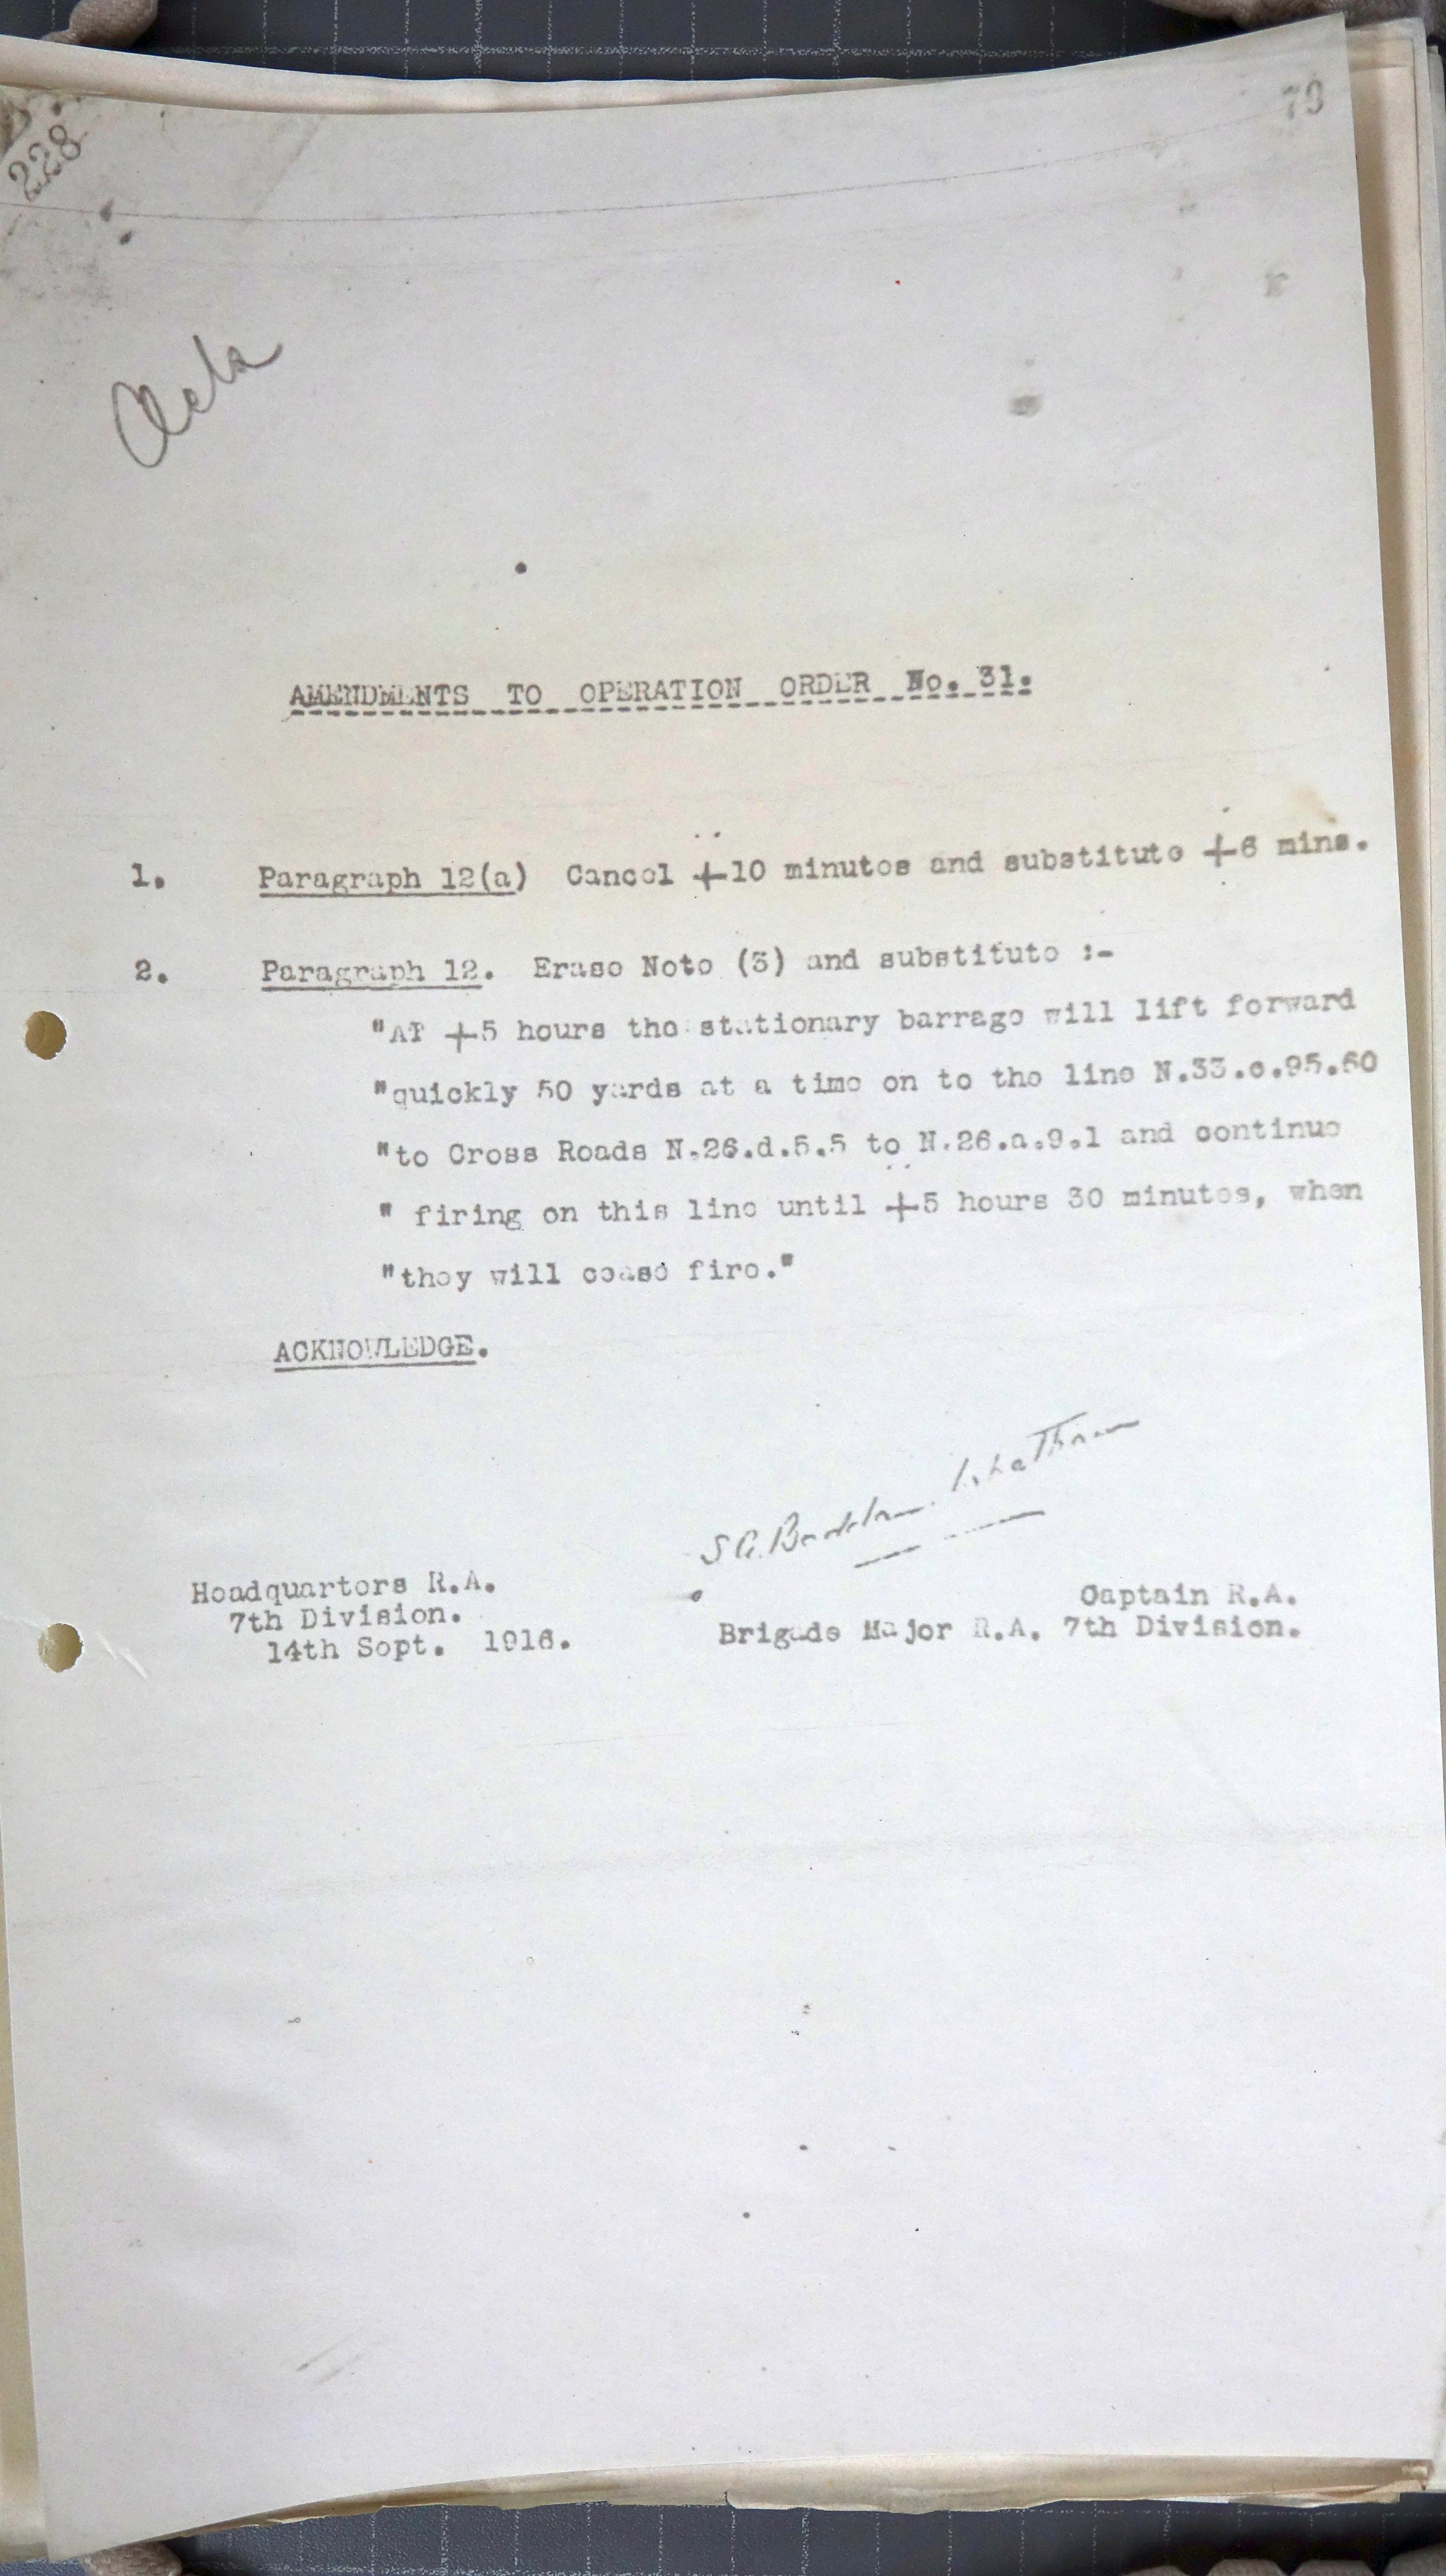 79
228
Ack
AMENDMENTS TO OPERATION ORDER No. 31.
1. Paragraph 12(a) Cancel +10 minutes and substitute +6 mins.
2. Paragraph 12. Erase Note (3) and substitute :-
"AT +5 hours the stationary barrage will lift forward
"quickly 50 yards at a time on to the line N.33.c.95.60
"to Cross Roads N.26.d.5.5 to N.26.a.9.1 and continue
" firing on this line until +5 hours 30 minutes, when
"they will cease fire."
ACKNOWLEDGE.
Headquarters R.A.
7th Division.
14th Sept. 1916.
S.G.
Captain R.A.
Brigade Major R.A. 7th Division.